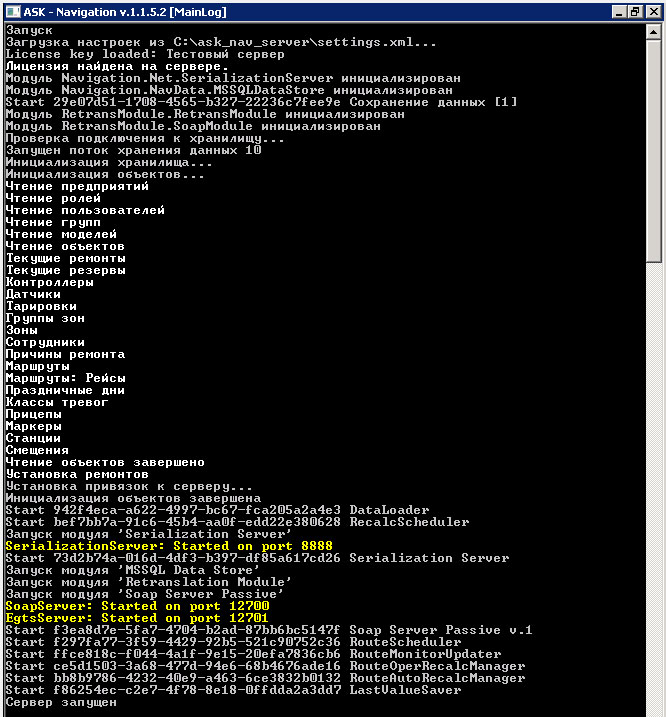 ASK - Navigation v.1.1.5.2 [MainLog]
Запуск
Загрузка настроек из C:\ask_nav_server\settings.xml...
License key loaded: Тестовый сервер
Лицензия найдена на сервере.
Модуль Navigation.Net.SerializationServer инициализирован
Модуль Navigation.NavData.MSSQLDataStore инициализирован
Start 29e07d51-1708-4565-b327-22236c7fee9e Сохранение данных [1]
Модуль RetransModule.RetransModule инициализирован
Модуль RetransModule.SoapModule инициализирован
Проверка подключения к хранилищу...
Запущен поток хранения данных 10
Инициализация хранилища...
Инициализация объектов...
Чтение предприятий
Чтение ролей
Чтение пользователей
Чтение групп
Чтение моделей
Чтение объектов
Текущие ремонты
Текущие резервы
Контроллеры
Датчики
Тарировки
Группы зон
Зоны
Сотрудники
Причины ремонта
Маршруты
Маршруты: Рейсы
Праздничные дни
Классы тревог
Прицепы
Маркеры
Станции
Смещения
Чтение объектов завершено
Установка ремонтов
Установка привязок к серверу...
Инициализация объектов завершена
Start 942f4eca-a622-4997-bc67-fca205a2a4e3 DataLoader
Start bef7bb7a-91c6-45b4-aa0f-edd22e380628 RecalcScheduler
Запуск модуля 'Serialization Server'
SerializationServer: Started on port 8888
Start 73d2b74a-016d-4df3-b397-df85a617cd26 Serialization Server
Запуск модуля 'MSSQL Data Store'
Запуск модуля 'Retranslation Module'
Запуск модуля 'Soap Server Passive'
SoapServer: Started on port 12700
EgtsServer: Started on port 12701
Start f3ea8d7e-5fa7-4704-b2ad-87bb6bc5147f Soap Server Passive v.1
Start f297fa77-3f59-4429-92b5-521c90752c36 RouteScheduler
Start ffce818c-f044-4a1f-9e15-20efa7836cb6 RouteMonitorUpdater
Start ce5d1503-3a68-477d-94e6-68b4676ade16 RouteOperRecalcManager
Start bb8b9786-4232-40e9-a463-6ce3832b0132 RouteAutoRecalcManager
Start f86254ec-c2e7-4f78-8e18-0ffdda2a3dd7 LastValueSaver
Сервер запущен